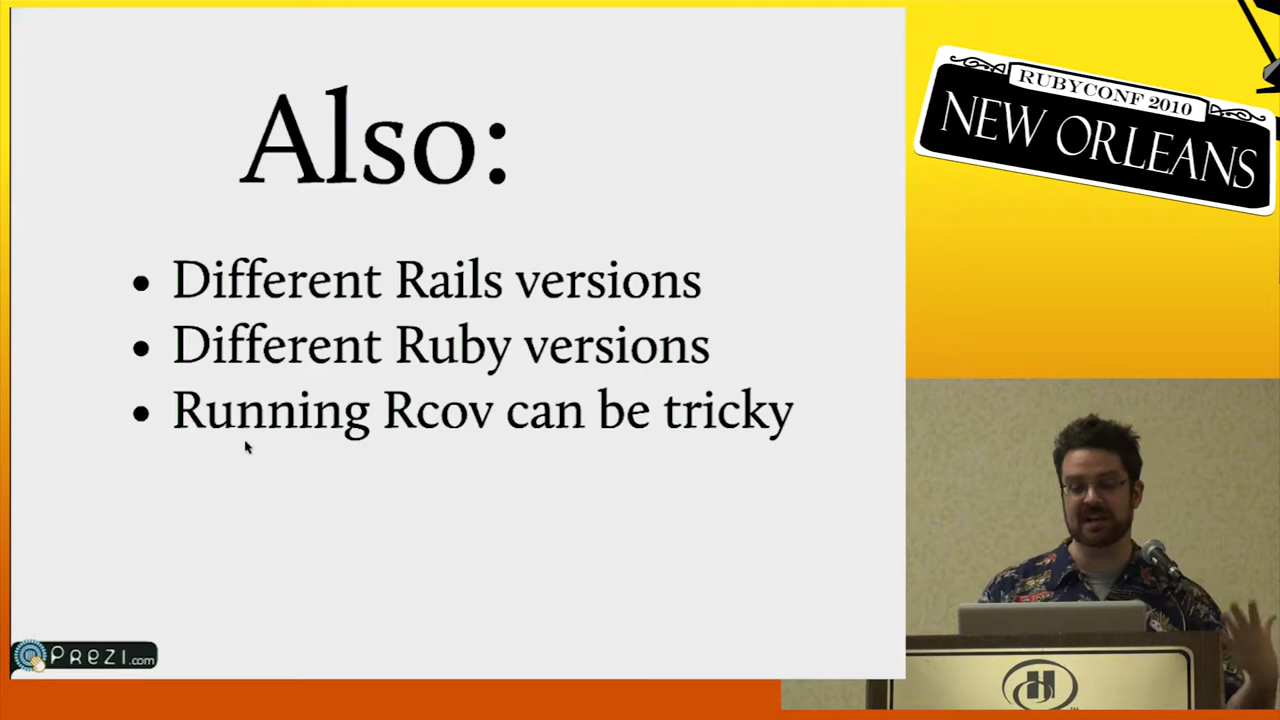 Also:
• Different Rails versions
• Different Ruby versions
• Running Rcov can be tricky
PREZI.com
RUBYCONF 2010
NEW ORLEANS
H